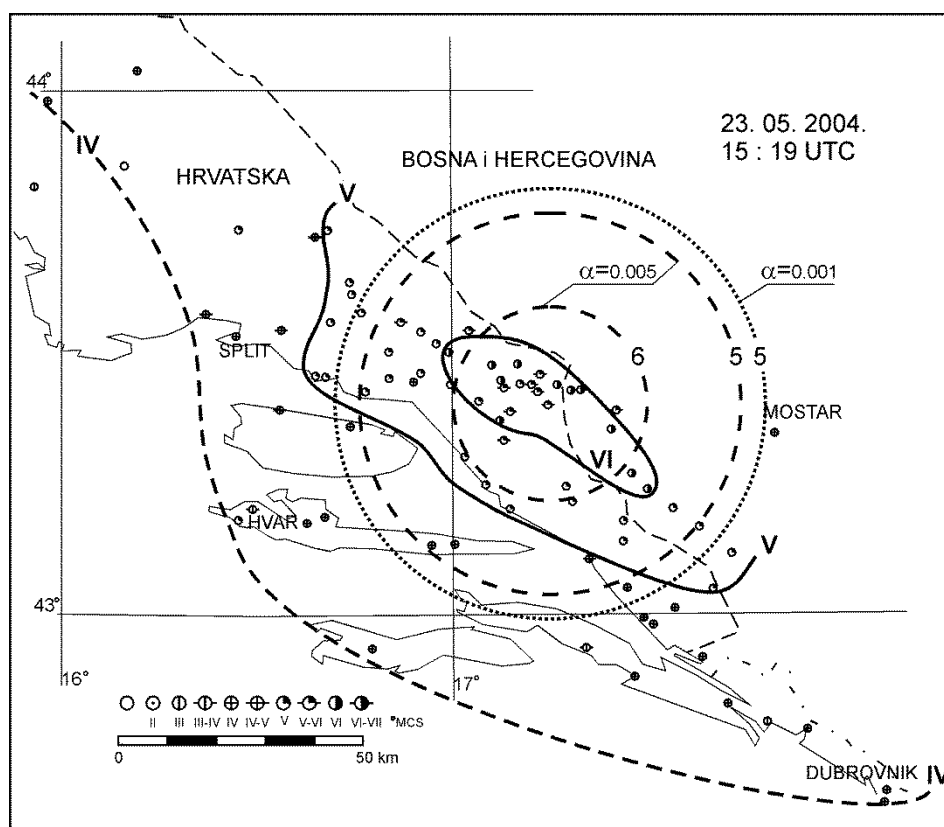 44°
IV
23. 05. 2004.
15 : 19 UTC
BOSNA i HERCEGOVINA
HRVATSKA
V
α=0.005
α=0.001
SPLIT
6
5
5
MOSTAR
VI
HVAR
V
43°
16°
17°
II III III-IV IV IV-V V V-VI VI VI-VII °MCS
0 50 km
DUBROVNIK
IV